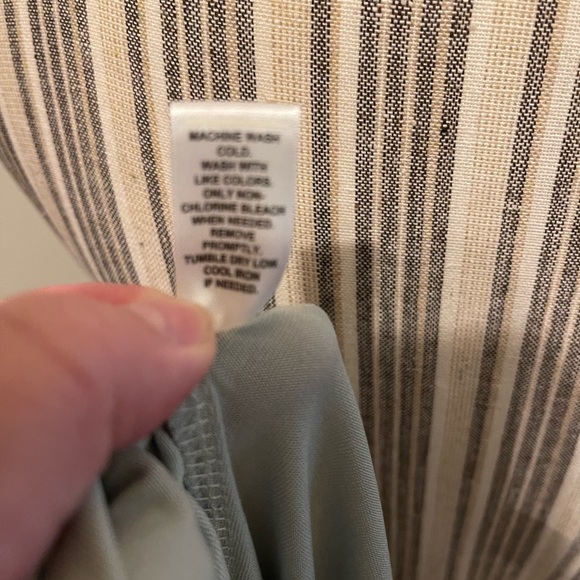 MACHINE WASH
COLD.
WASH WITH
LIKE COLORS.
ONLY NON-
CHLORINE BLEACH
WHEN NEEDED.
REMOVE
PROMPTLY.
TUMBLE DRY LOW.
COOL IRON
IF NEEDED.